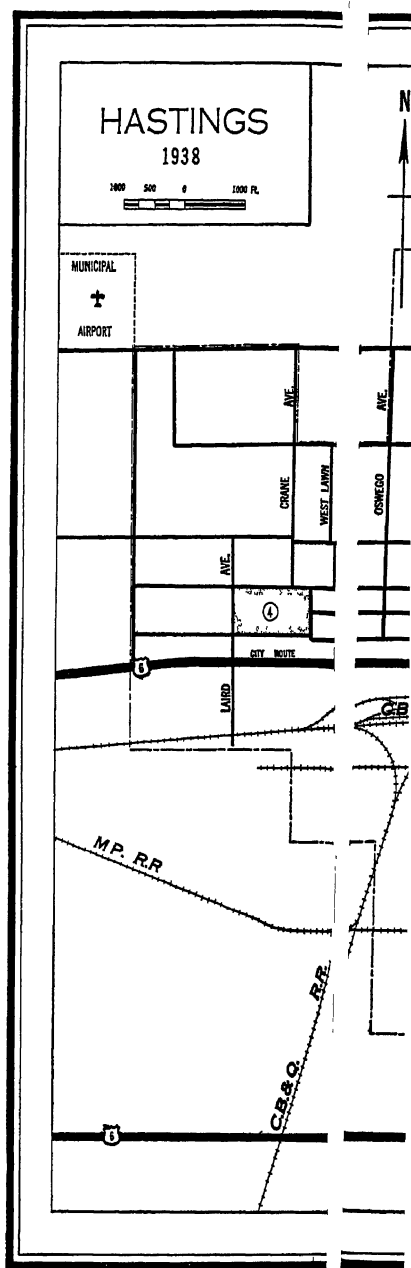 HASTINGS
1938
1000 500 0 1000 FT.
N
MUNICIPAL
AIRPORT
AVE.
AVE.
CRANE
WEST LAWN
OSWEGO
AVE.
4
CITY ROUTE
6
LAIRD
C.B
M.P. R.R
R.R.
C.B.& Q.
6